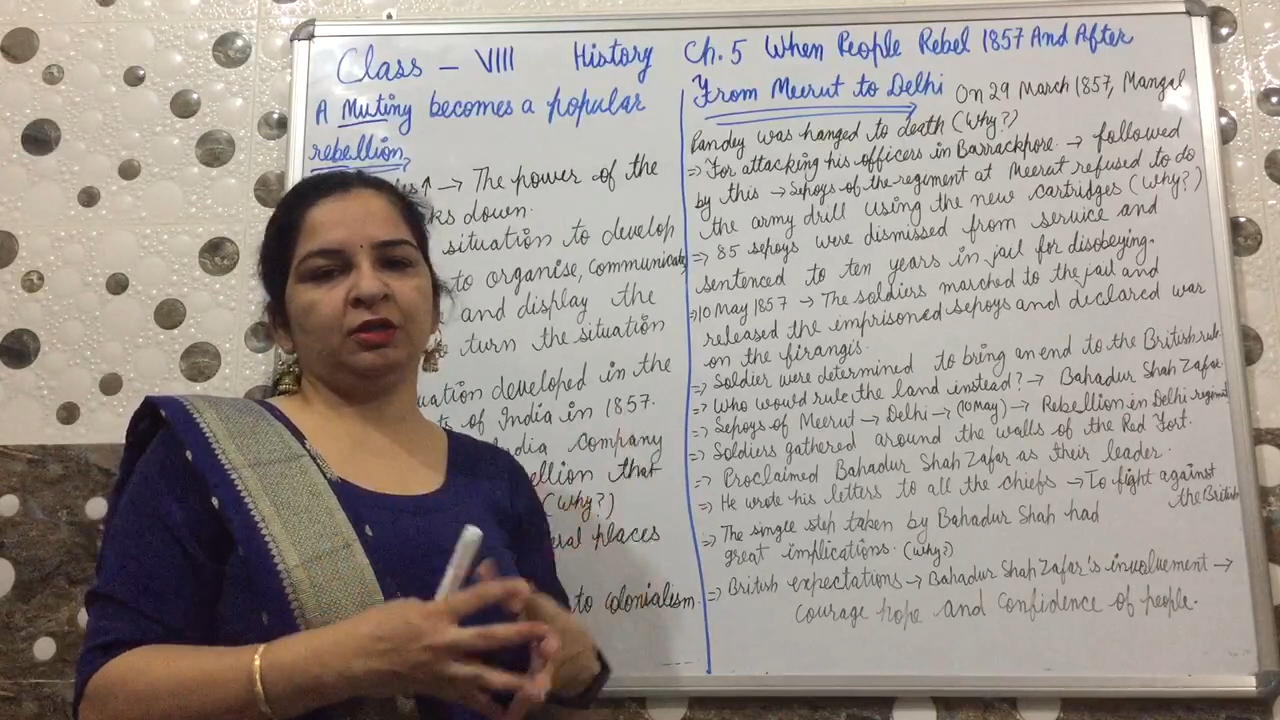 Class – VIII History Ch. 5 When People Rebel 1857 And After
A Mutiny becomes a popular
rebellion
→ The power of the
ks down.
situation to develop
to organise, communicate,
and display the
turn the situation
uation developed in the
ts of India in 1857.
ndia company
ellion that
(Why?)
eral places
to colonialism.
From Meerut to Delhi On 29 March 1857, Mangal
Pandey was hanged to death (Why?)
=> For attacking his officers in Barrackpore. → followed
by this → Sepoys of the regiment at Meerut refused to do
the army drill using the new cartridges (Why?)
=> 85 sepoys were dismissed from service and
sentenced to ten years in jail for disobeying.
=> 10 May 1857 → The soldiers marched to the jail and
released the imprisoned sepoys and declared war
on the firangis.
=> Soldier were determined to bring an end to the British rule.
=> Who would rule the land instead? → Bahadur Shah Zafar.
=> Sepoys of Meerut → Delhi → (10 May) → Rebellion in Delhi regiment
=> Soldiers gathered around the walls of the Red Fort.
=> Proclaimed Bahadur Shah Zafar as their leader.
=> He wrote his letters to all the chiefs → To fight against
the British
=> The single step taken by Bahadur Shah had
great implications. (Why?)
=> British expectations → Bahadur Shah Zafar's involvement →
courage hope and confidence of people.